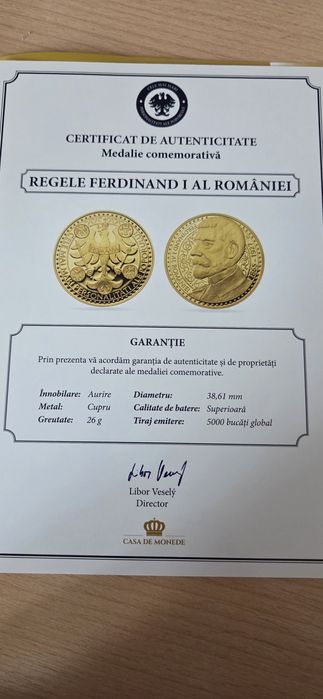 CERTIFICAT DE AUTENTICITATE
Medalie comemorativă
REGELE FERDINAND I AL ROMÂNIEI
PERSONALITATI
GARANȚIE
Prin prezenta vă acordăm garanția de autenticitate și de proprietăți
declarate ale medaliei comemorative.
Înnobilare: Aurire Diametru: 38,61 mm
Metal: Cupru Calitate de batere: Superioară
Greutate: 26 g Tiraj emitere: 5000 bucăți global
Libor Veselý
Director
CASA DE MONEDE